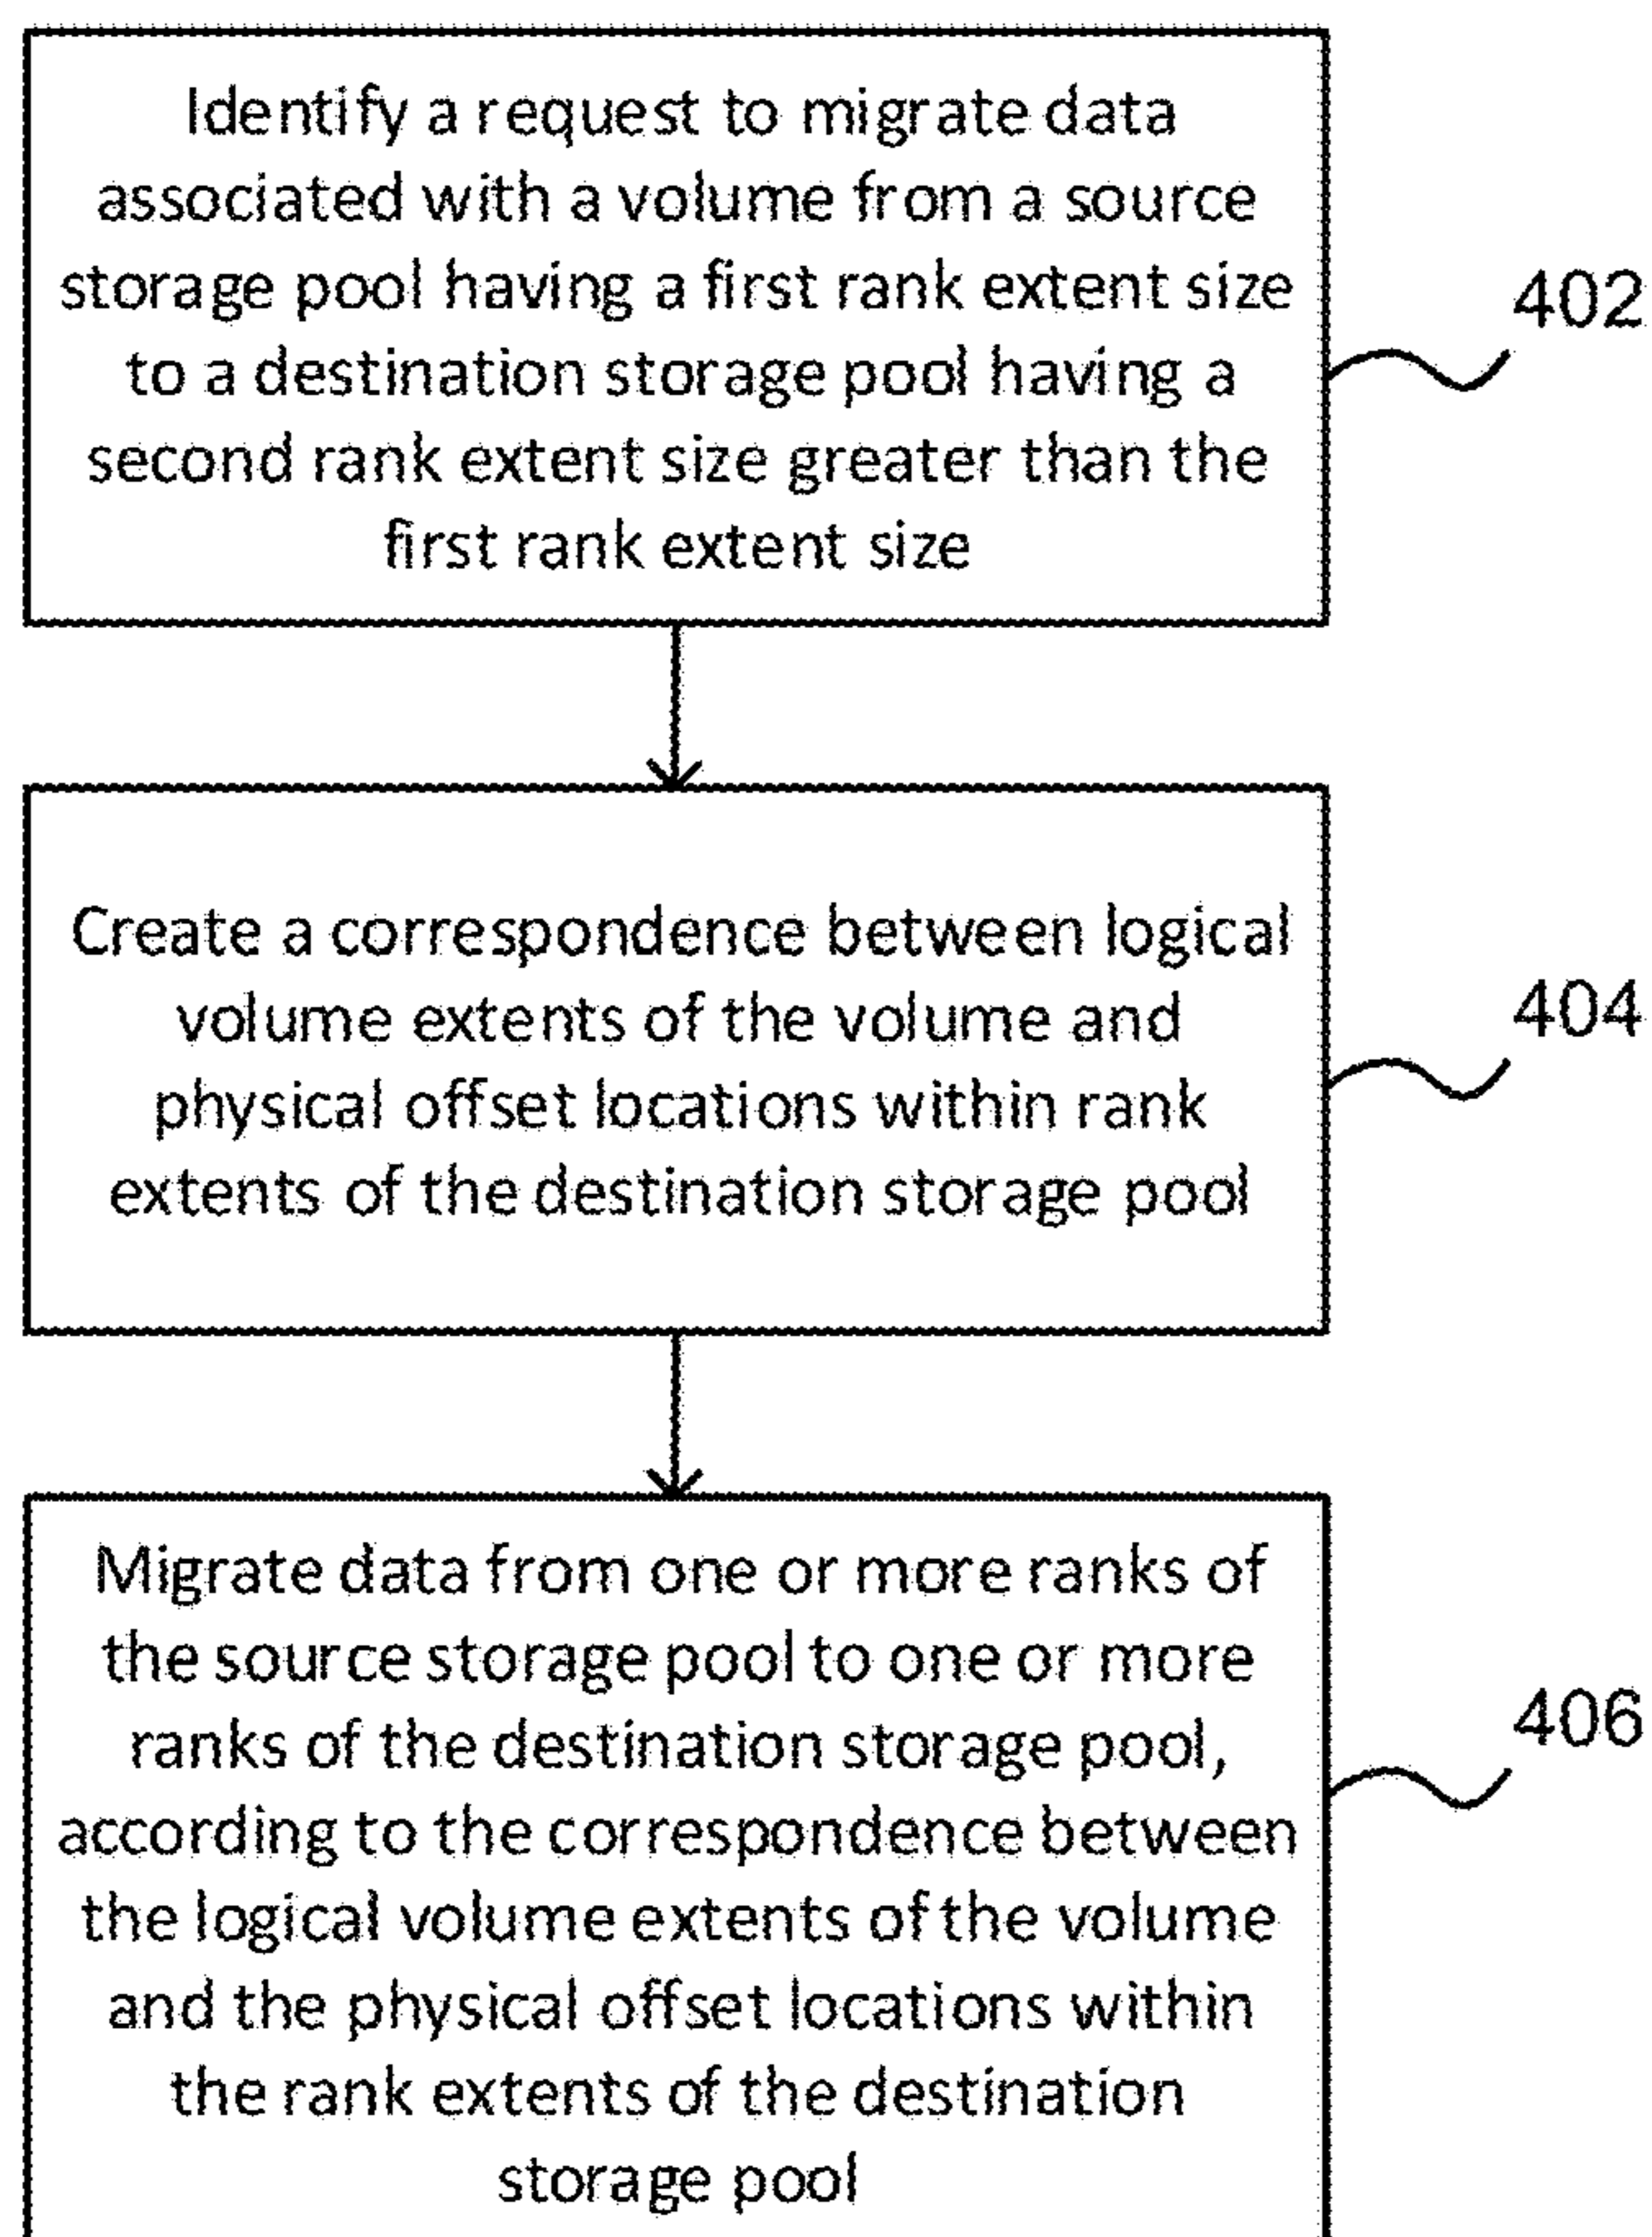 Identify a request to migrate data
associated with a volume from a source
storage pool having a first rank extent size
to a destination storage pool having a
second rank extent size greater than the
first rank extent size
402
Create a correspondence between logical
volume extents of the volume and
physical offset locations within rank
extents of the destination storage pool
404
Migrate data from one or more ranks of
the source storage pool to one or more
ranks of the destination storage pool,
according to the correspondence between
the logical volume extents of the volume
and the physical offset locations within
the rank extents of the destination
storage pool
406